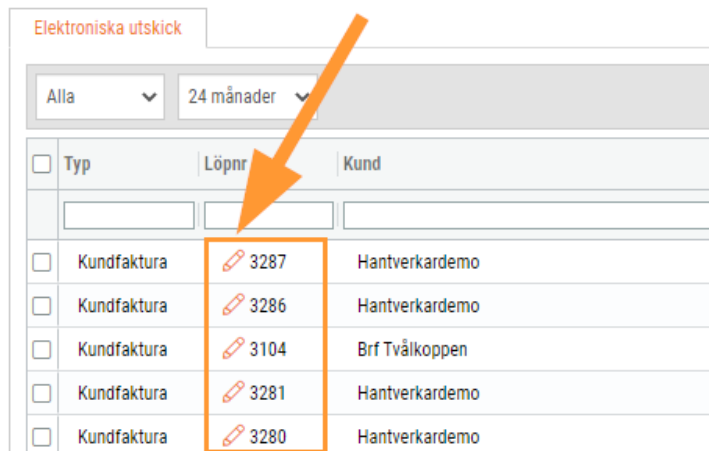 Elektroniska utskick
Alla 24 månader
Typ Löpnr Kund
Kundfaktura 3287 Hantverkardemo
Kundfaktura 3286 Hantverkardemo
Kundfaktura 3104 Brf Tvålkoppen
Kundfaktura 3281 Hantverkardemo
Kundfaktura 3280 Hantverkardemo